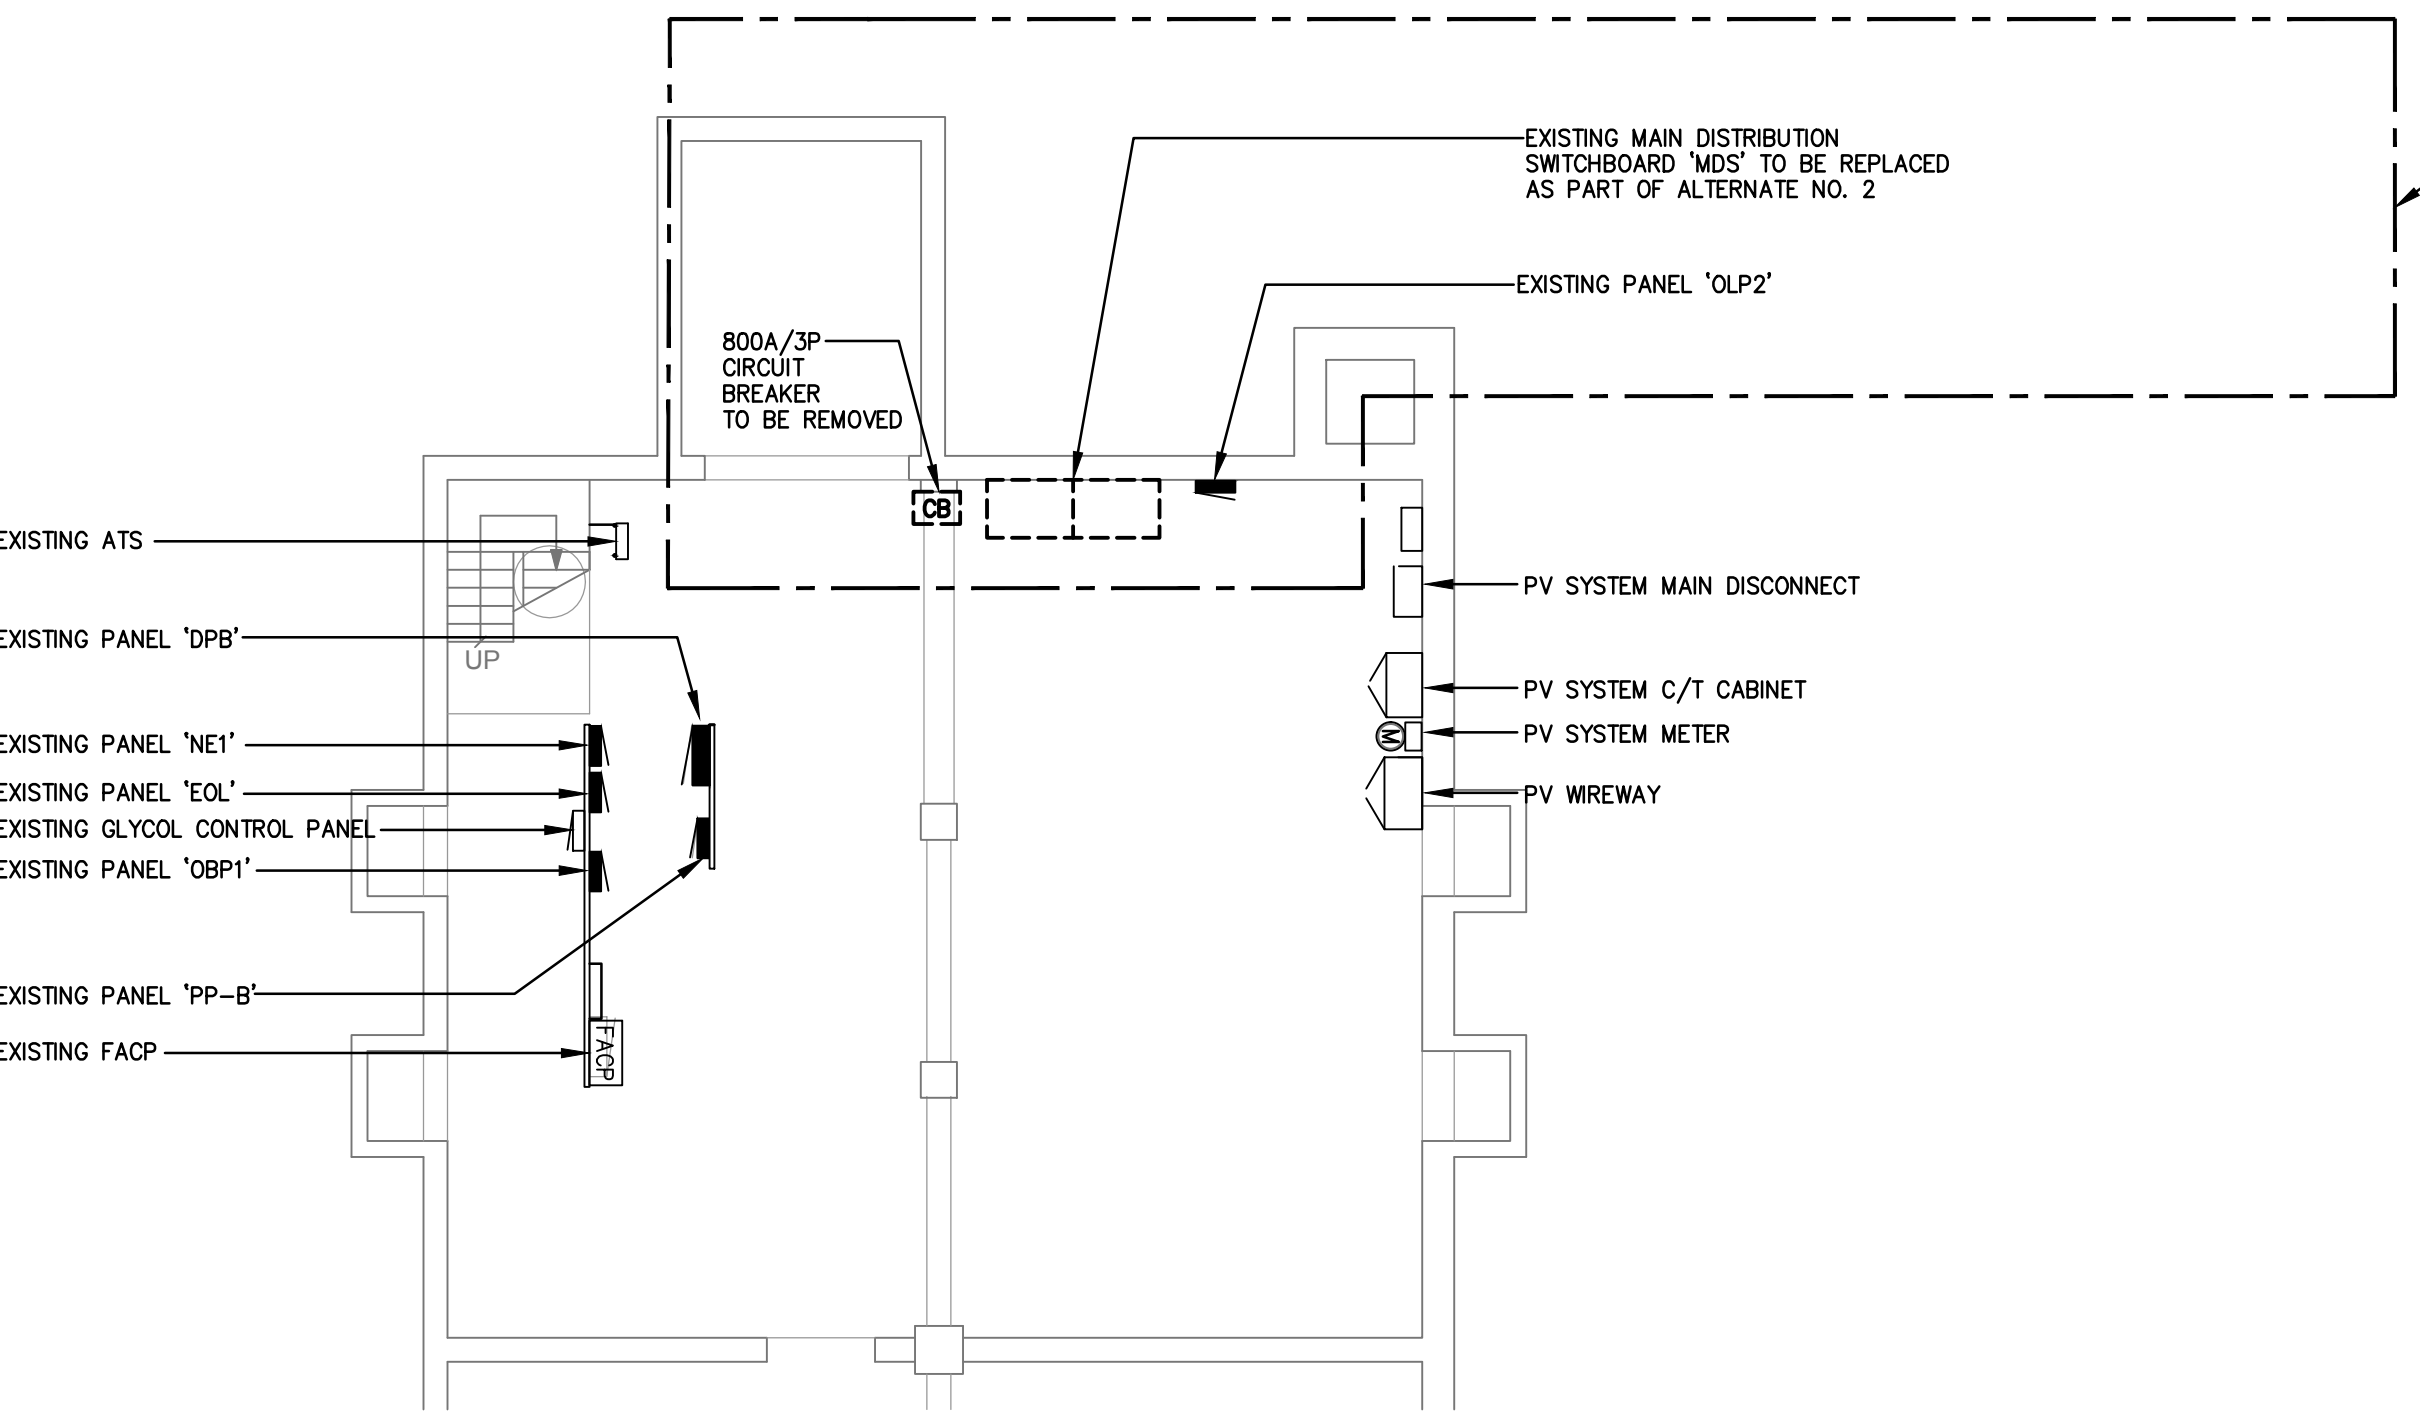 EXISTING MAIN DISTRIBUTION
SWITCHBOARD 'MDS' TO BE REPLACED
AS PART OF ALTERNATE NO. 2
EXISTING PANEL 'OLP2'
800A/3P
CIRCUIT
BREAKER
TO BE REMOVED
CB
EXISTING ATS
PV SYSTEM MAIN DISCONNECT
EXISTING PANEL 'DPB'
UP
PV SYSTEM C/T CABINET
EXISTING PANEL 'NE1'
M
PV SYSTEM METER
EXISTING PANEL 'EOL'
PV WIREWAY
EXISTING GLYCOL CONTROL PANEL
EXISTING PANEL 'OBP1'
EXISTING PANEL 'PP-B'
EXISTING FACP
FACP